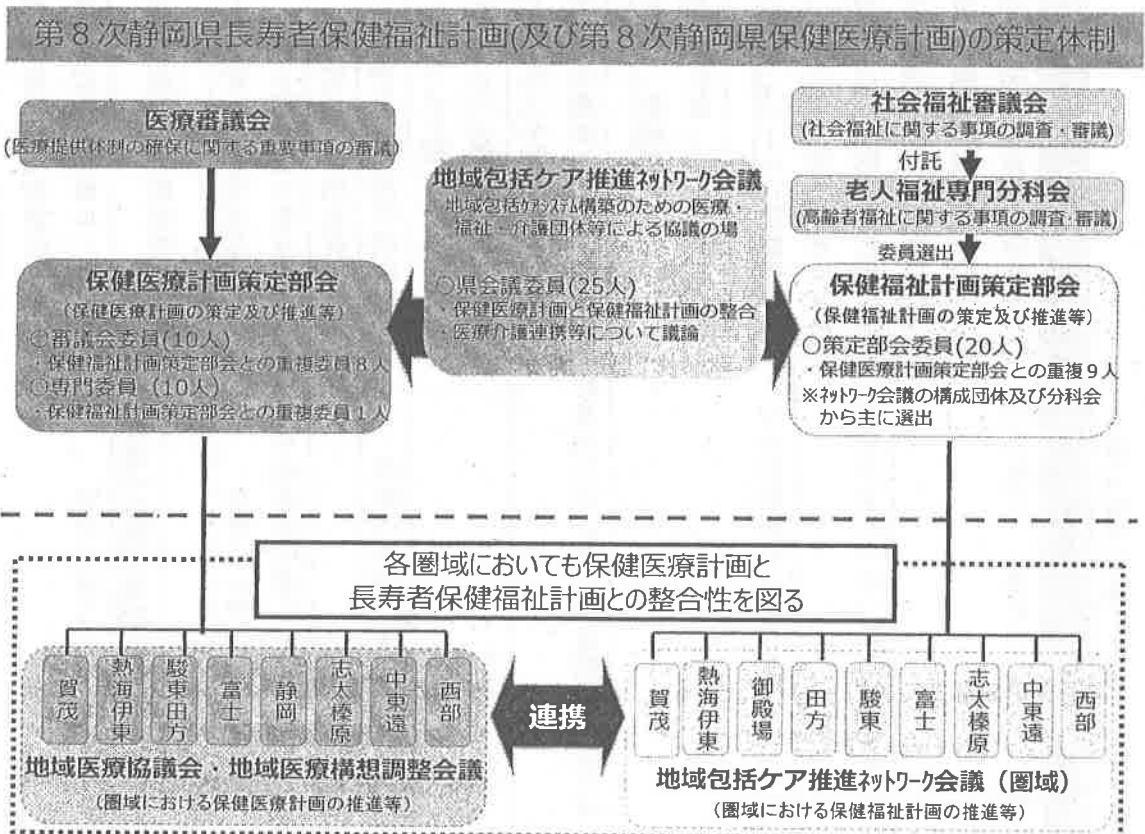 第8次静岡県長寿者保健福祉計画(及び第8次静岡県保健医療計画)の策定体制
医療審議会
(医療提供体制の確保に関する重要事項の審議)
社会福祉審議会
(社会福祉に関する事項の調査・審議)
付託
老人福祉専門分科会
(高齢者福祉に関する事項の調査・審議)
委員選出
地域包括ケア推進ネットワーク会議
地域包括ケアシステム構築のための医療・
福祉・介護団体等による協議の場
○県会議委員(25人)
・保健医療計画と保健福祉計画の整合
・医療介護連携等について議論
保健医療計画策定部会
(保健医療計画の策定及び推進等)
○審議会委員(10人)
・保健福祉計画策定部会との重複委員8人
○専門委員(10人)
・保健福祉計画策定部会との重複委員1人
保健福祉計画策定部会
(保健福祉計画の策定及び推進等)
○策定部会委員(20人)
・保健医療計画策定部会との重複9人
※ネットワーク会議の構成団体及び分科会
から主に選出
各圏域においても保健医療計画と
長寿者保健福祉計画との整合性を図る
賀茂
熱海伊東
駿東田方
富士
静岡
志太榛原
中東遠
西部
地域医療協議会・地域医療構想調整会議
(圏域における保健医療計画の推進等)
連携
賀茂
熱海伊東
御殿場
田方
駿東
富士
志太榛原
中東遠
西部
地域包括ケア推進ネットワーク会議(圏域)
(圏域における保健福祉計画の推進等)